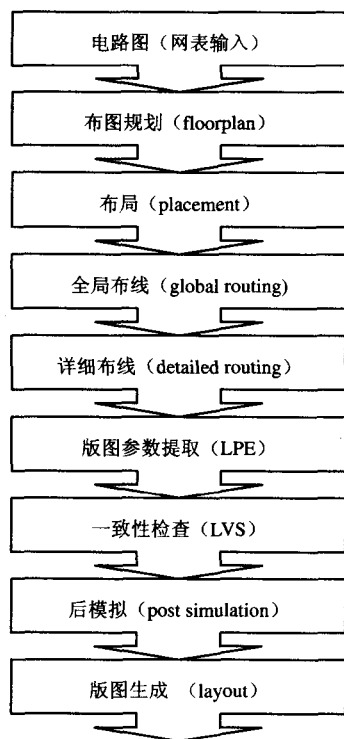 电路图（网表输入）
布图规划（floorplan）
布局（placement）
全局布线（global routing)
详细布线（detailed routing）
版图参数提取（LPE）
一致性检查（LVS）
后模拟（post simulation）
版图生成 （layout）